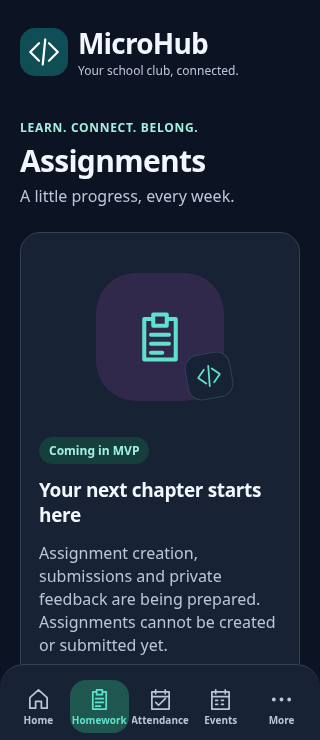 MicroHub
Your school club, connected.
LEARN. CONNECT. BELONG.
Assignments
A little progress, every week.
Coming in MVP
Your next chapter starts
here
Assignment creation,
submissions and private
feedback are being prepared.
Assignments cannot be created
or submitted yet.
Home
Homework
Attendance
Events
More